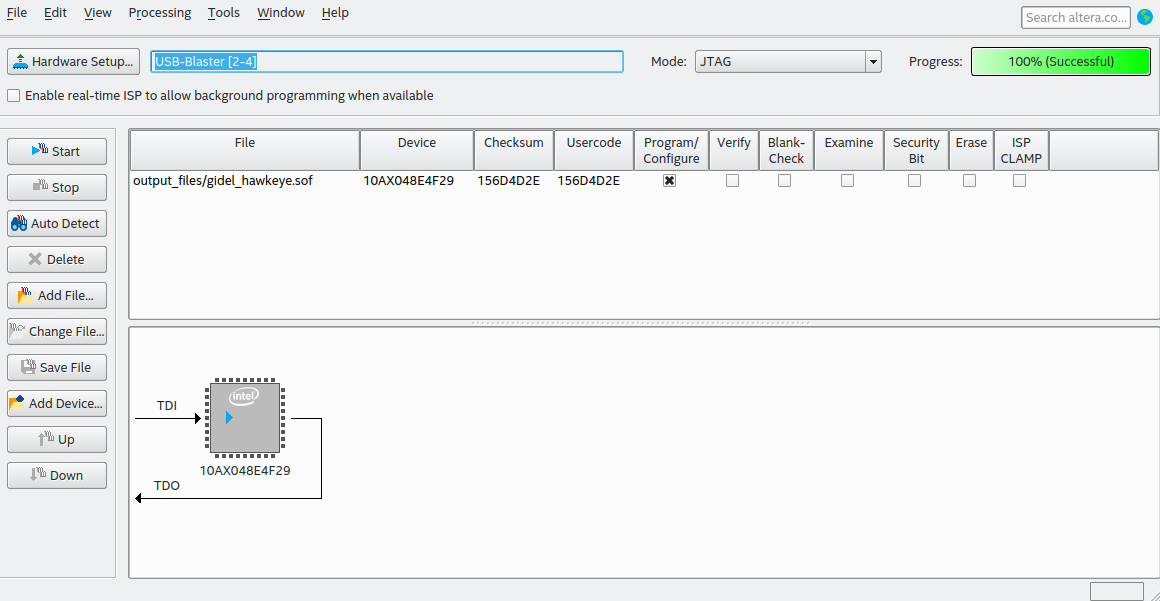 File Edit View Processing Tools Window Help
Search altera.co...
Hardware Setup... USB-Blaster [2-4] Mode: JTAG Progress: 100% (Successful)
Enable real-time ISP to allow background programming when available
Start
Stop
Auto Detect
Delete
Add File...
Change File...
Save File
Add Device...
Up
Down
File Device Checksum Usercode Program/ Verify Blank- Examine Security Erase ISP
Configure Check Bit CLAMP
output_files/gidel_hawkeye.sof 10AX048E4F29 156D4D2E 156D4D2E
intel
TDI
10AX048E4F29
TDO